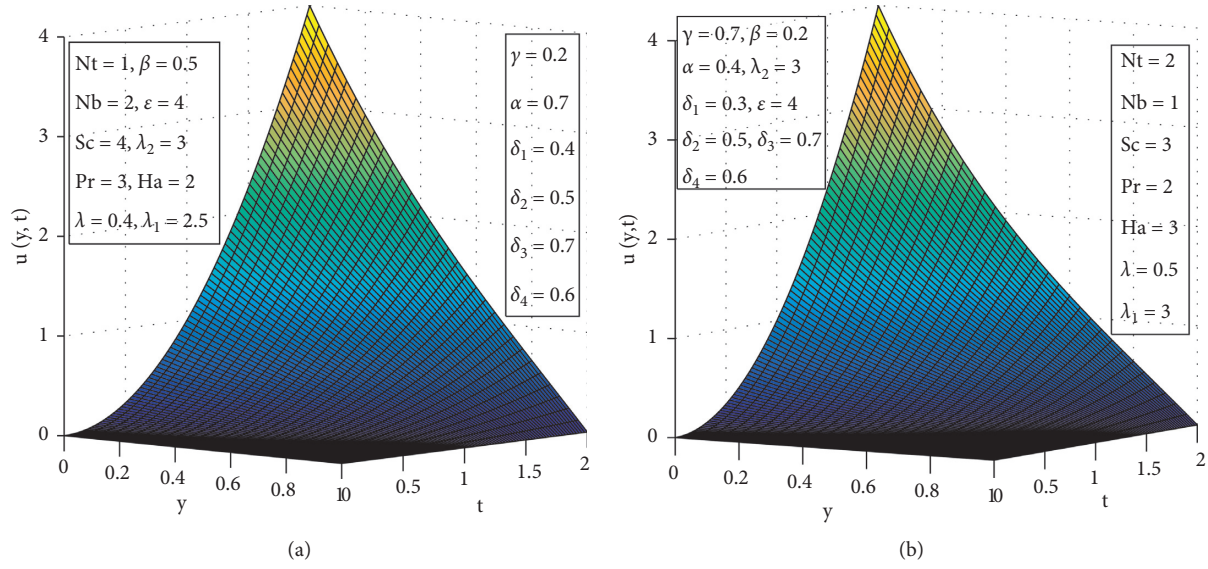 4
3
2
1
0
u (y, t)
Nt = 1, β = 0.5
Nb = 2, ε = 4
Sc = 4, λ₂ = 3
Pr = 3, Ha = 2
λ = 0.4, λ₁ = 2.5
γ = 0.2
α = 0.7
δ₁ = 0.4
δ₂ = 0.5
δ₃ = 0.7
δ₄ = 0.6
0
0.2
0.4
0.6
0.8
10
0.5
1
1.5
2
y
t
(a)
4
3
2
1
0
u (y,t)
γ = 0.7, β = 0.2
α = 0.4, λ₂ = 3
δ₁ = 0.3, ε = 4
δ₂ = 0.5, δ₃ = 0.7
δ₄ = 0.6
Nt = 2
Nb = 1
Sc = 3
Pr = 2
Ha = 3
λ = 0.5
λ₁ = 3
0
0.2
0.4
0.6
0.8
10
0.5
1
1.5
2
y
t
(b)